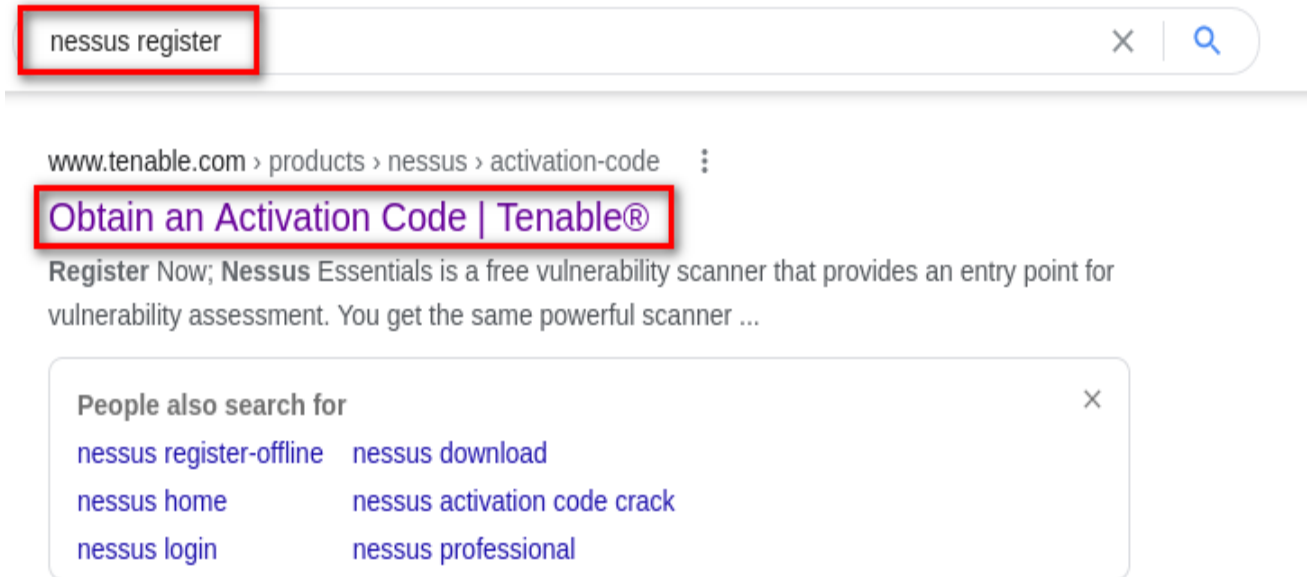 nessus register
www.tenable.com › products › nessus › activation-code
Obtain an Activation Code | Tenable®
Register Now; Nessus Essentials is a free vulnerability scanner that provides an entry point for
vulnerability assessment. You get the same powerful scanner ...
People also search for
nessus register-offline nessus download
nessus home nessus activation code crack
nessus login nessus professional